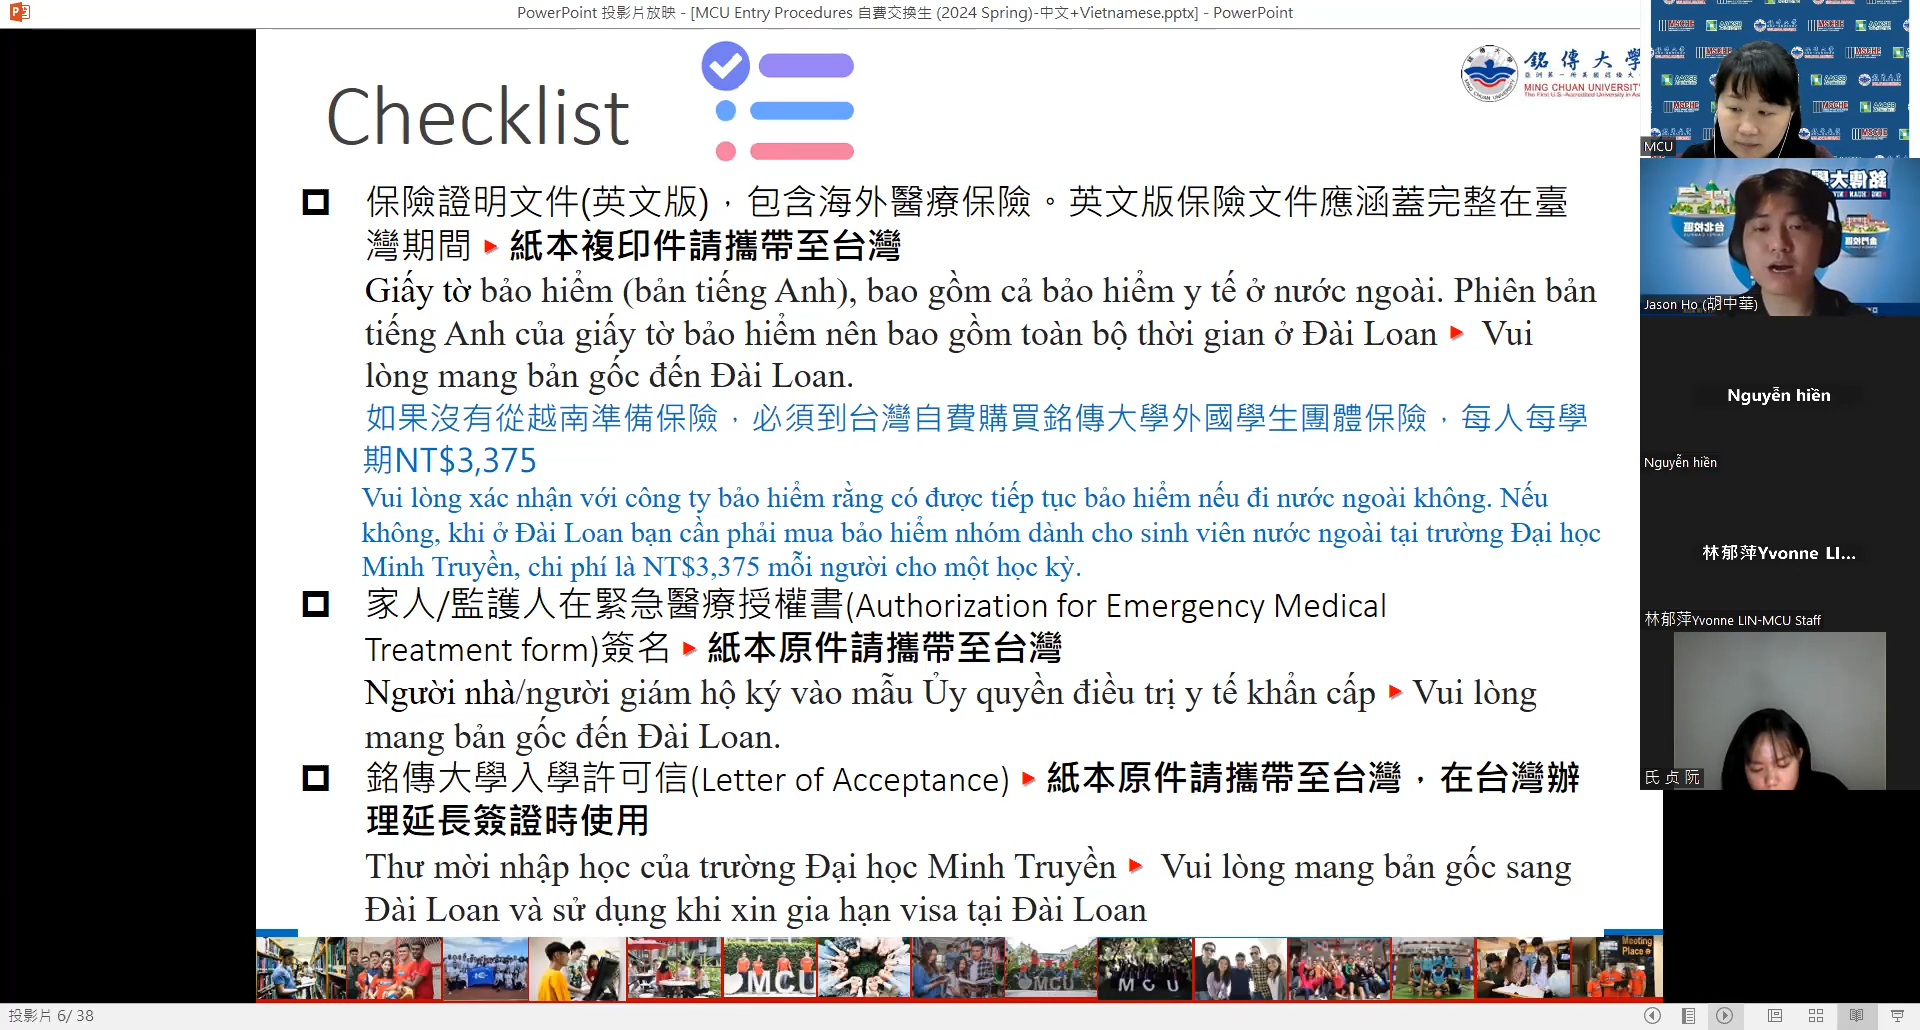 PowerPoint 投影片放映 - [MCU Entry Procedures 自費交換生 (2024 Spring)-中文+Vietnamese.pptx] - PowerPoint
Checklist
銘傳大學
MING CHUAN UNIVERSITY
保險證明文件(英文版)，包含海外醫療保險。英文版保險文件應涵蓋完整在臺
灣期間 ▸ 紙本複印件請攜帶至台灣
Giấy tờ bảo hiểm (bản tiếng Anh), bao gồm cả bảo hiểm y tế ở nước ngoài. Phiên bản
tiếng Anh của giấy tờ bảo hiểm nên bao gồm toàn bộ thời gian ở Đài Loan ▸ Vui
lòng mang bản gốc đến Đài Loan.
如果沒有從越南準備保險，必須到台灣自費購買銘傳大學外國學生團體保險，每人每學
期NT$3,375
Vui lòng xác nhận với công ty bảo hiểm rằng có được tiếp tục bảo hiểm nếu đi nước ngoài không. Nếu
không, khi ở Đài Loan bạn cần phải mua bảo hiểm nhóm dành cho sinh viên nước ngoài tại trường Đại học
Minh Truyền, chi phí là NT$3,375 mỗi người cho một học kỳ.
家人/監護人在緊急醫療授權書(Authorization for Emergency Medical
Treatment form)簽名 ▸ 紙本原件請攜帶至台灣
Người nhà/người giám hộ ký vào mẫu Ủy quyền điều trị y tế khẩn cấp ▸ Vui lòng
mang bản gốc đến Đài Loan.
銘傳大學入學許可信(Letter of Acceptance) ▸ 紙本原件請攜帶至台灣，在台灣辦
理延長簽證時使用
Thư mời nhập học của trường Đại học Minh Truyền ▸ Vui lòng mang bản gốc sang
Đài Loan và sử dụng khi xin gia hạn visa tại Đài Loan
MCU
Jason Ho (胡中華)
Nguyễn hiền
Nguyễn hiền
林郁萍Yvonne LI...
林郁萍Yvonne LIN-MCU Staff
氏 贞 阮
MCU
MCU
MCU
Meeting
Place
投影片 6/ 38